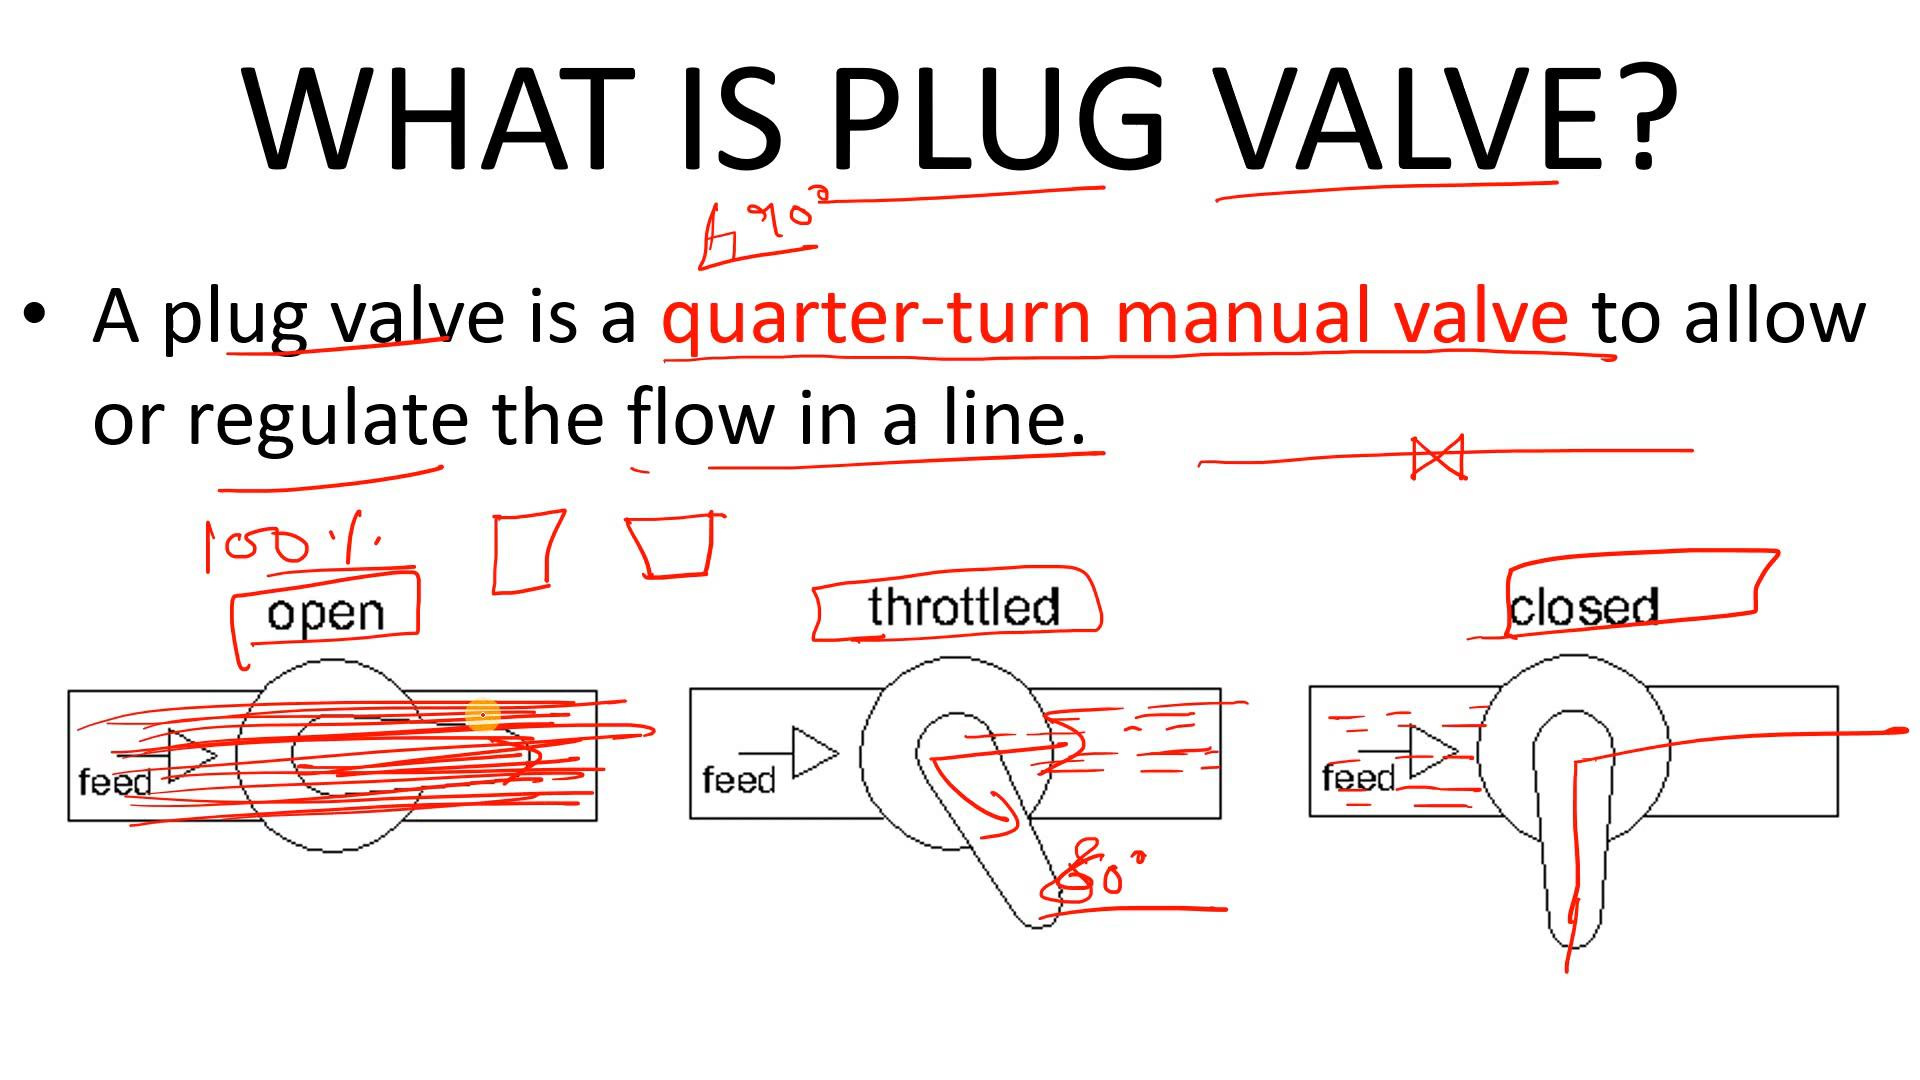 WHAT IS PLUG VALVE?
90°
• A plug valve is a quarter-turn manual valve to allow
or regulate the flow in a line.
100%
open throttled closed
feed feed feed